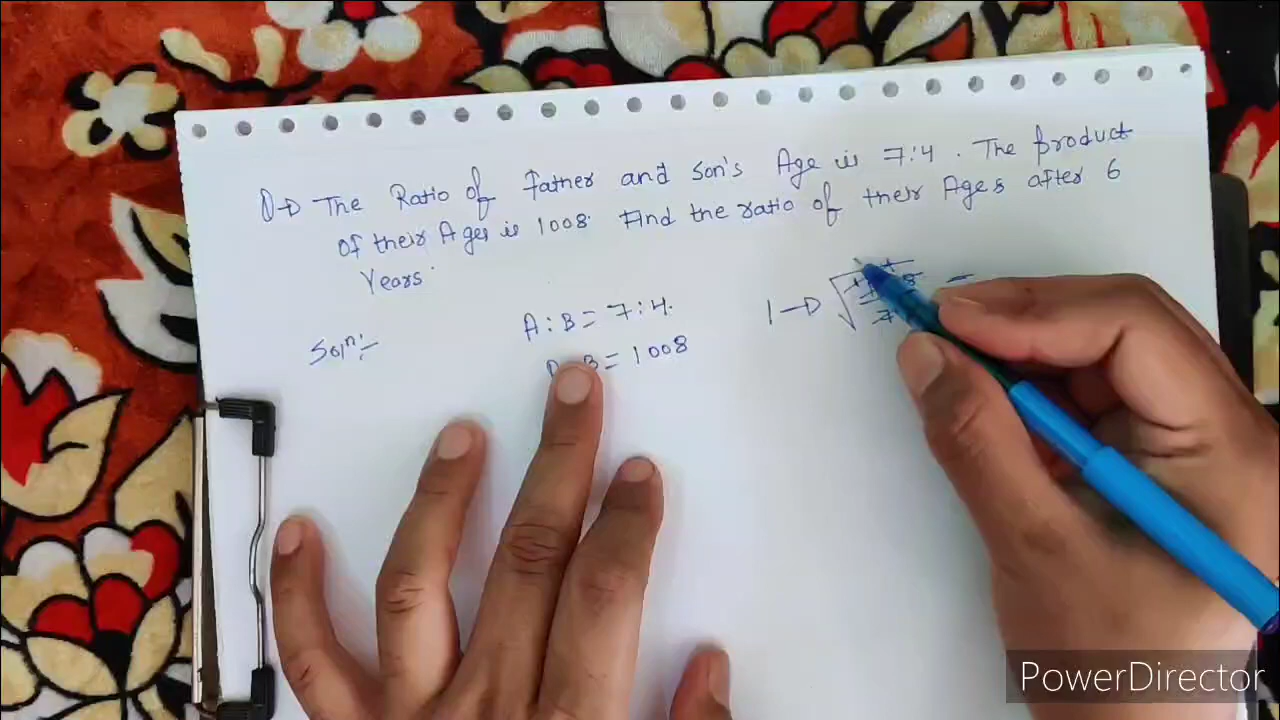 Q→ The Ratio of Father and Son's Age is 7:4. The product
of their Ages is 1008. Find the ratio of their Ages after 6
Years.
Solⁿ:-
A:B = 7:4.
B = 1008
1 →
PowerDirector